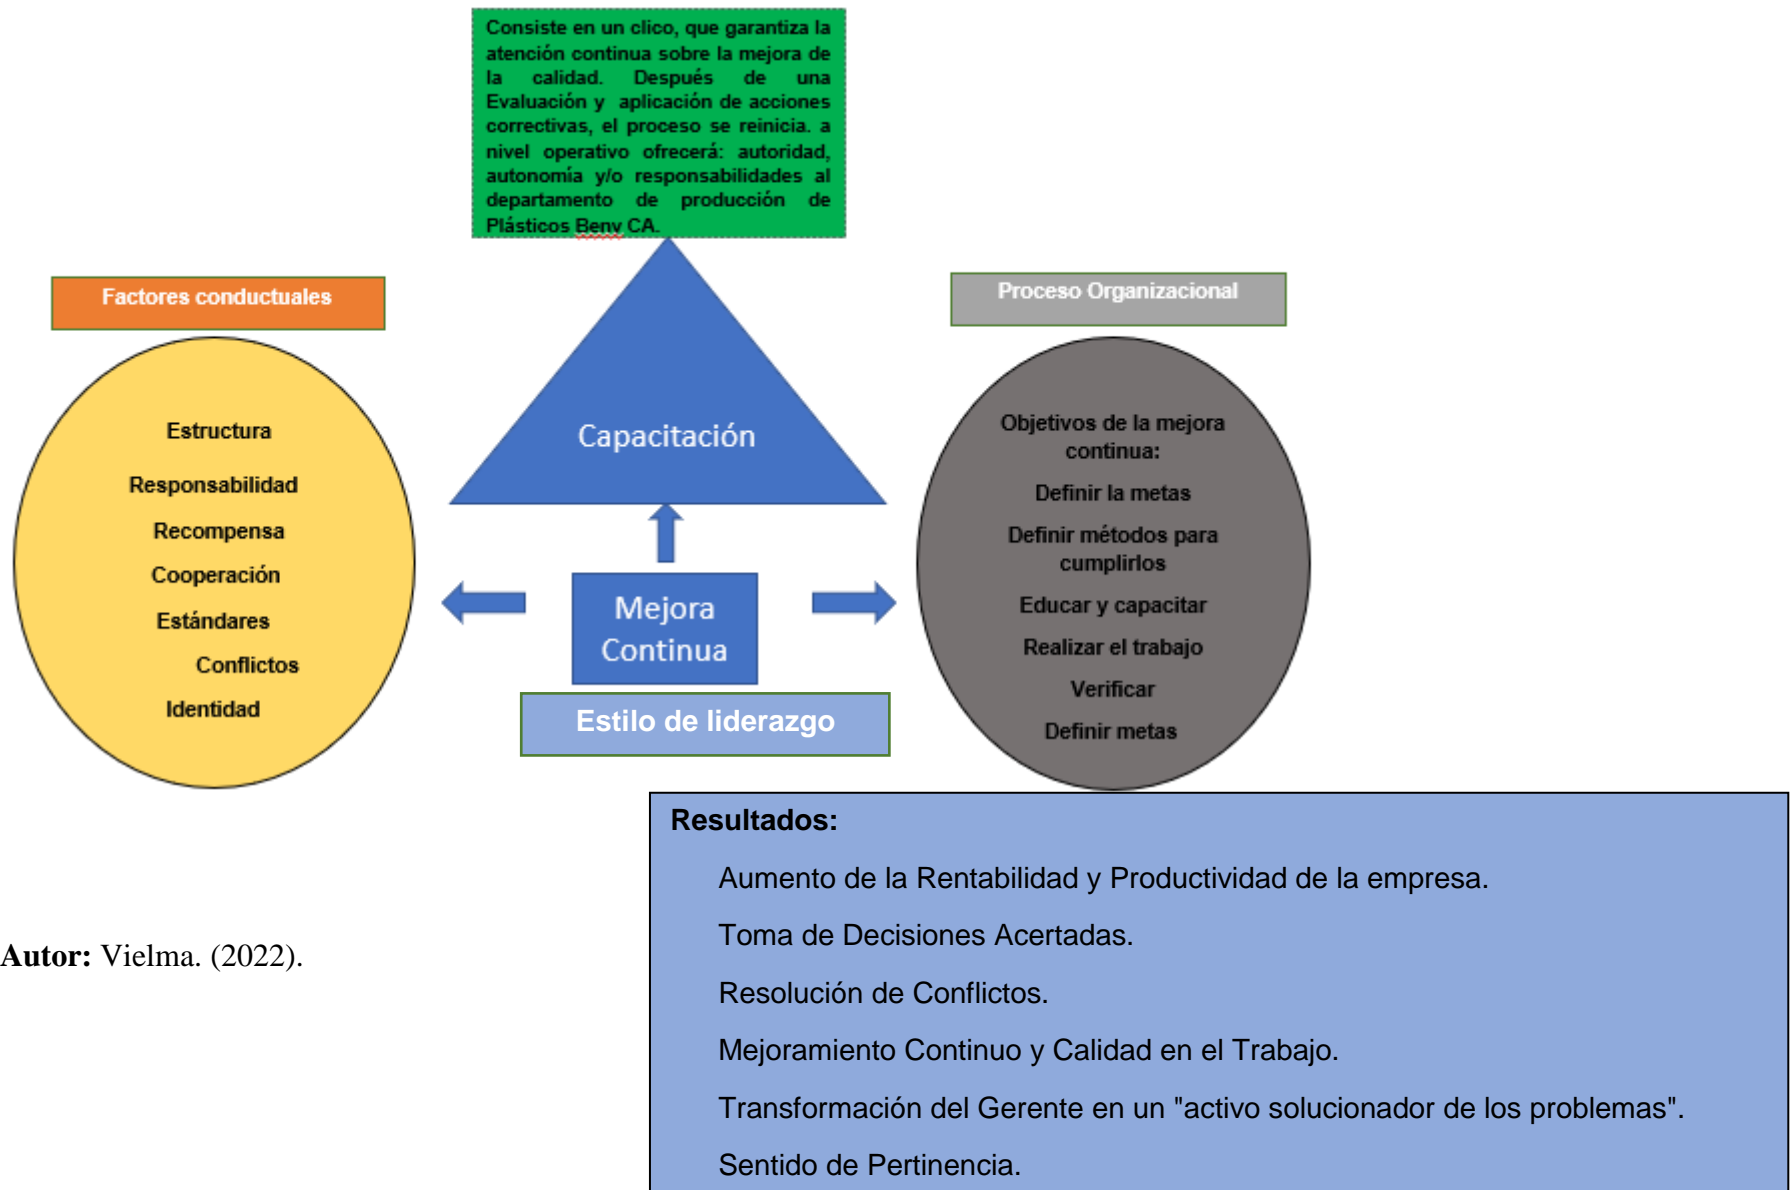 Consiste en un clico, que garantiza la
atención continua sobre la mejora de
la calidad. Después de una
Evaluación y aplicación de acciones
correctivas, el proceso se reinicia. a
nivel operativo ofrecerá: autoridad,
autonomía y/o responsabilidades al
departamento de producción de
Plásticos Beny CA.
Factores conductuales
Estructura
Responsabilidad
Recompensa
Cooperación
Estándares
Conflictos
Identidad
Capacitación
Mejora
Continua
Estilo de liderazgo
Proceso Organizacional
Objetivos de la mejora
continua:
Definir la metas
Definir métodos para
cumplirlos
Educar y capacitar
Realizar el trabajo
Verificar
Definir metas
Resultados:
Aumento de la Rentabilidad y Productividad de la empresa.
Toma de Decisiones Acertadas.
Resolución de Conflictos.
Mejoramiento Continuo y Calidad en el Trabajo.
Transformación del Gerente en un "activo solucionador de los problemas".
Sentido de Pertinencia.
Autor: Vielma. (2022).